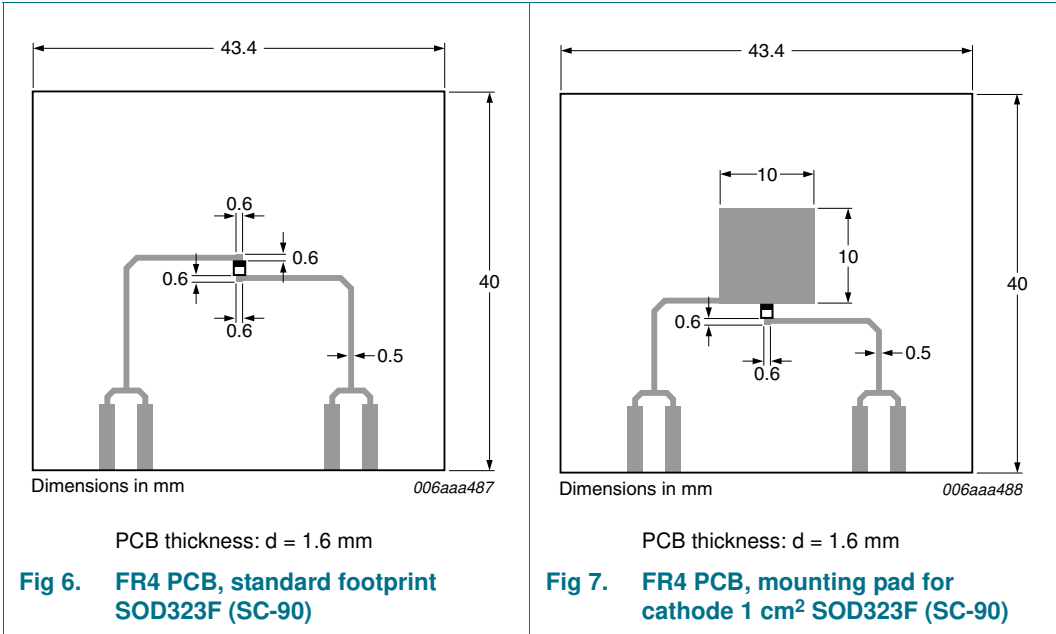 43.4
0.6
0.6
0.6
0.6
40
0.5
Dimensions in mm
006aaa487
PCB thickness: d = 1.6 mm
Fig 6. FR4 PCB, standard footprint
SOD323F (SC-90)
43.4
10
10
40
0.6
0.6
0.5
Dimensions in mm
006aaa488
PCB thickness: d = 1.6 mm
Fig 7. FR4 PCB, mounting pad for
cathode 1 cm² SOD323F (SC-90)